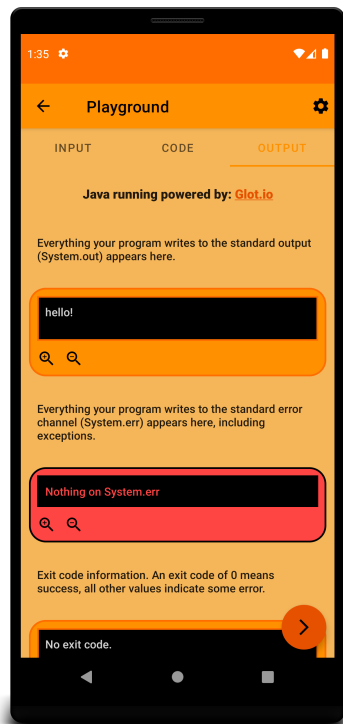 1:35
Playground
INPUT
CODE
OUTPUT
Java running powered by: Glot.io
Everything your program writes to the standard output
(System.out) appears here.
hello!
Everything your program writes to the standard error
channel (System.err) appears here, including
exceptions.
Nothing on System.err
Exit code information. An exit code of 0 means
success, all other values indicate some error.
No exit code.